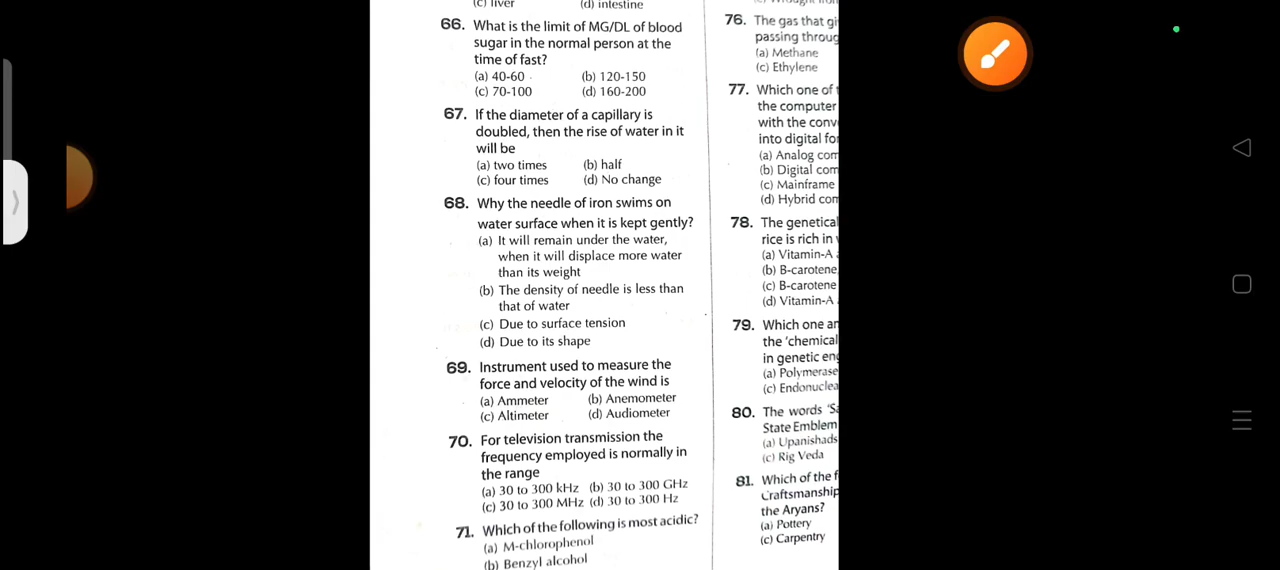 (c) liver (d) intestine
66. What is the limit of MG/DL of blood
sugar in the normal person at the
time of fast?
(a) 40-60 (b) 120-150
(c) 70-100 (d) 160-200
67. If the diameter of a capillary is
doubled, then the rise of water in it
will be
(a) two times (b) half
(c) four times (d) No change
68. Why the needle of iron swims on
water surface when it is kept gently?
(a) It will remain under the water,
when it will displace more water
than its weight
(b) The density of needle is less than
that of water
(c) Due to surface tension
(d) Due to its shape
69. Instrument used to measure the
force and velocity of the wind is
(a) Ammeter (b) Anemometer
(c) Altimeter (d) Audiometer
70. For television transmission the
frequency employed is normally in
the range
(a) 30 to 300 kHz (b) 30 to 300 GHz
(c) 30 to 300 MHz (d) 30 to 300 Hz
71. Which of the following is most acidic?
(a) M-chlorophenol
(b) Benzyl alcohol
76. The gas that gi
passing throug
(a) Methane
(c) Ethylene
77. Which one of
the computer
with the conv
into digital fo
(a) Analog com
(b) Digital com
(c) Mainframe
(d) Hybrid com
78. The genetical
rice is rich in
(a) Vitamin-A
(b) B-carotene
(c) B-carotene
(d) Vitamin-A
79. Which one an
the 'chemical
in genetic eng
(a) Polymerase
(c) Endonuclea
80. The words 'Sa
State Emblem
(a) Upanishads
(c) Rig Veda
81. Which of the f
Craftsmanship
the Aryans?
(a) Pottery
(c) Carpentry